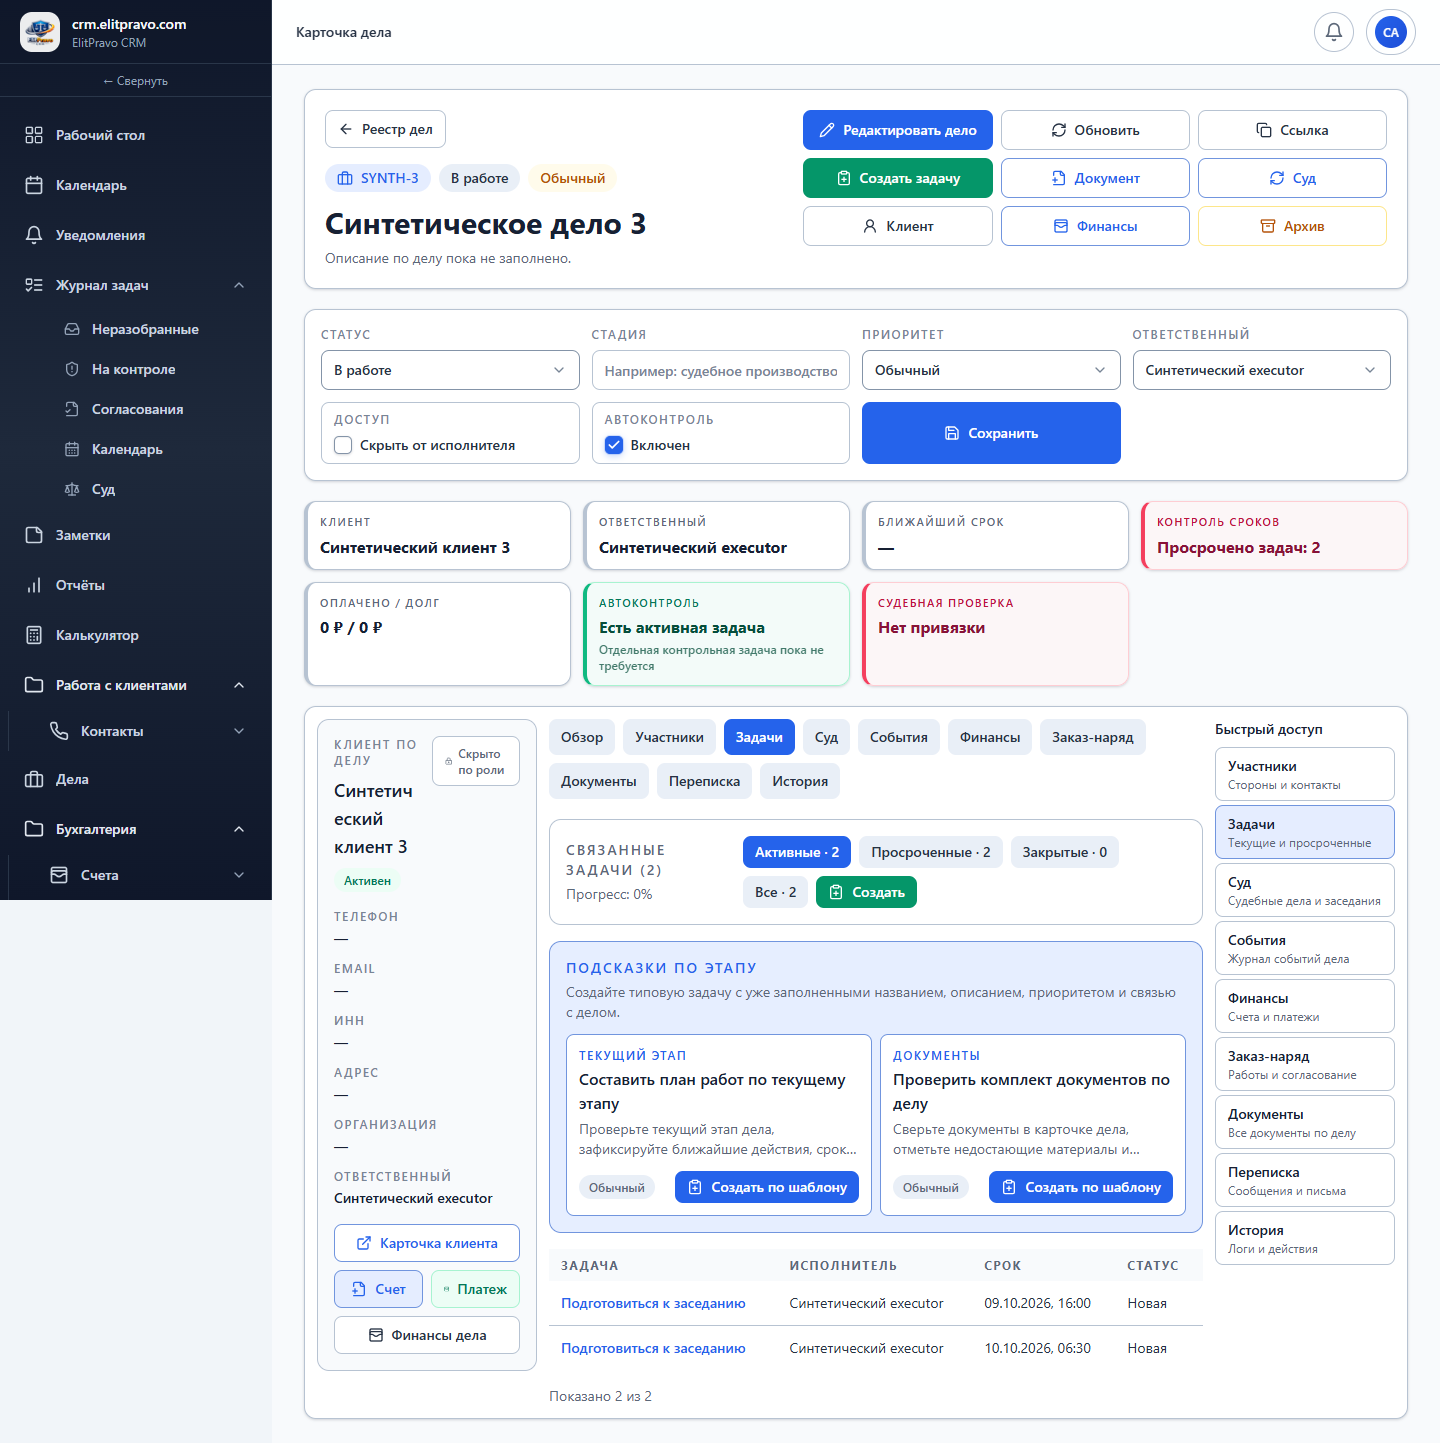 crm.elitpravo.com
ElitPravo CRM
← Свернуть
Рабочий стол
Календарь
Уведомления
Журнал задач
Неразобранные
На контроле
Согласования
Календарь
Суд
Заметки
Отчёты
Калькулятор
Работа с клиентами
Контакты
Дела
Бухгалтерия
Счета
Карточка дела
CA
Реестр дел
SYNTH-3
В работе
Обычный
Синтетическое дело 3
Описание по делу пока не заполнено.
Редактировать дело
Обновить
Ссылка
Создать задачу
Документ
Суд
Клиент
Финансы
Архив
СТАТУС
В работе
СТАДИЯ
Например: судебное производство
ПРИОРИТЕТ
Обычный
ОТВЕТСТВЕННЫЙ
Синтетический executor
ДОСТУП
Скрыть от исполнителя
АВТОКОНТРОЛЬ
Включен
Сохранить
КЛИЕНТ
Синтетический клиент 3
ОТВЕТСТВЕННЫЙ
Синтетический executor
БЛИЖАЙШИЙ СРОК
—
КОНТРОЛЬ СРОКОВ
Просрочено задач: 2
ОПЛАЧЕНО / ДОЛГ
0 ₽ / 0 ₽
АВТОКОНТРОЛЬ
Есть активная задача
Отдельная контрольная задача пока не
требуется
СУДЕБНАЯ ПРОВЕРКА
Нет привязки
КЛИЕНТ ПО
ДЕЛУ
Скрыто
по роли
Синтетич
еский
клиент 3
Активен
ТЕЛЕФОН
—
EMAIL
—
ИНН
—
АДРЕС
—
ОРГАНИЗАЦИЯ
—
ОТВЕТСТВЕННЫЙ
Синтетический executor
Карточка клиента
Счет
Платеж
Финансы дела
Обзор
Участники
Задачи
Суд
События
Финансы
Заказ-наряд
Документы
Переписка
История
СВЯЗАННЫЕ
ЗАДАЧИ (2)
Прогресс: 0%
Активные · 2
Просроченные · 2
Закрытые · 0
Все · 2
Создать
ПОДСКАЗКИ ПО ЭТАПУ
Создайте типовую задачу с уже заполненными названием, описанием, приоритетом и связью
с делом.
ТЕКУЩИЙ ЭТАП
Составить план работ по текущему
этапу
Проверьте текущий этап дела,
зафиксируйте ближайшие действия, срок...
Обычный
Создать по шаблону
ДОКУМЕНТЫ
Проверить комплект документов по
делу
Сверьте документы в карточке дела,
отметьте недостающие материалы и...
Обычный
Создать по шаблону
ЗАДАЧА ИСПОЛНИТЕЛЬ СРОК СТАТУС
Подготовиться к заседанию Синтетический executor 09.10.2026, 16:00 Новая
Подготовиться к заседанию Синтетический executor 10.10.2026, 06:30 Новая
Показано 2 из 2
Быстрый доступ
Участники
Стороны и контакты
Задачи
Текущие и просроченные
Суд
Судебные дела и заседания
События
Журнал событий дела
Финансы
Счета и платежи
Заказ-наряд
Работы и согласование
Документы
Все документы по делу
Переписка
Сообщения и письма
История
Логи и действия